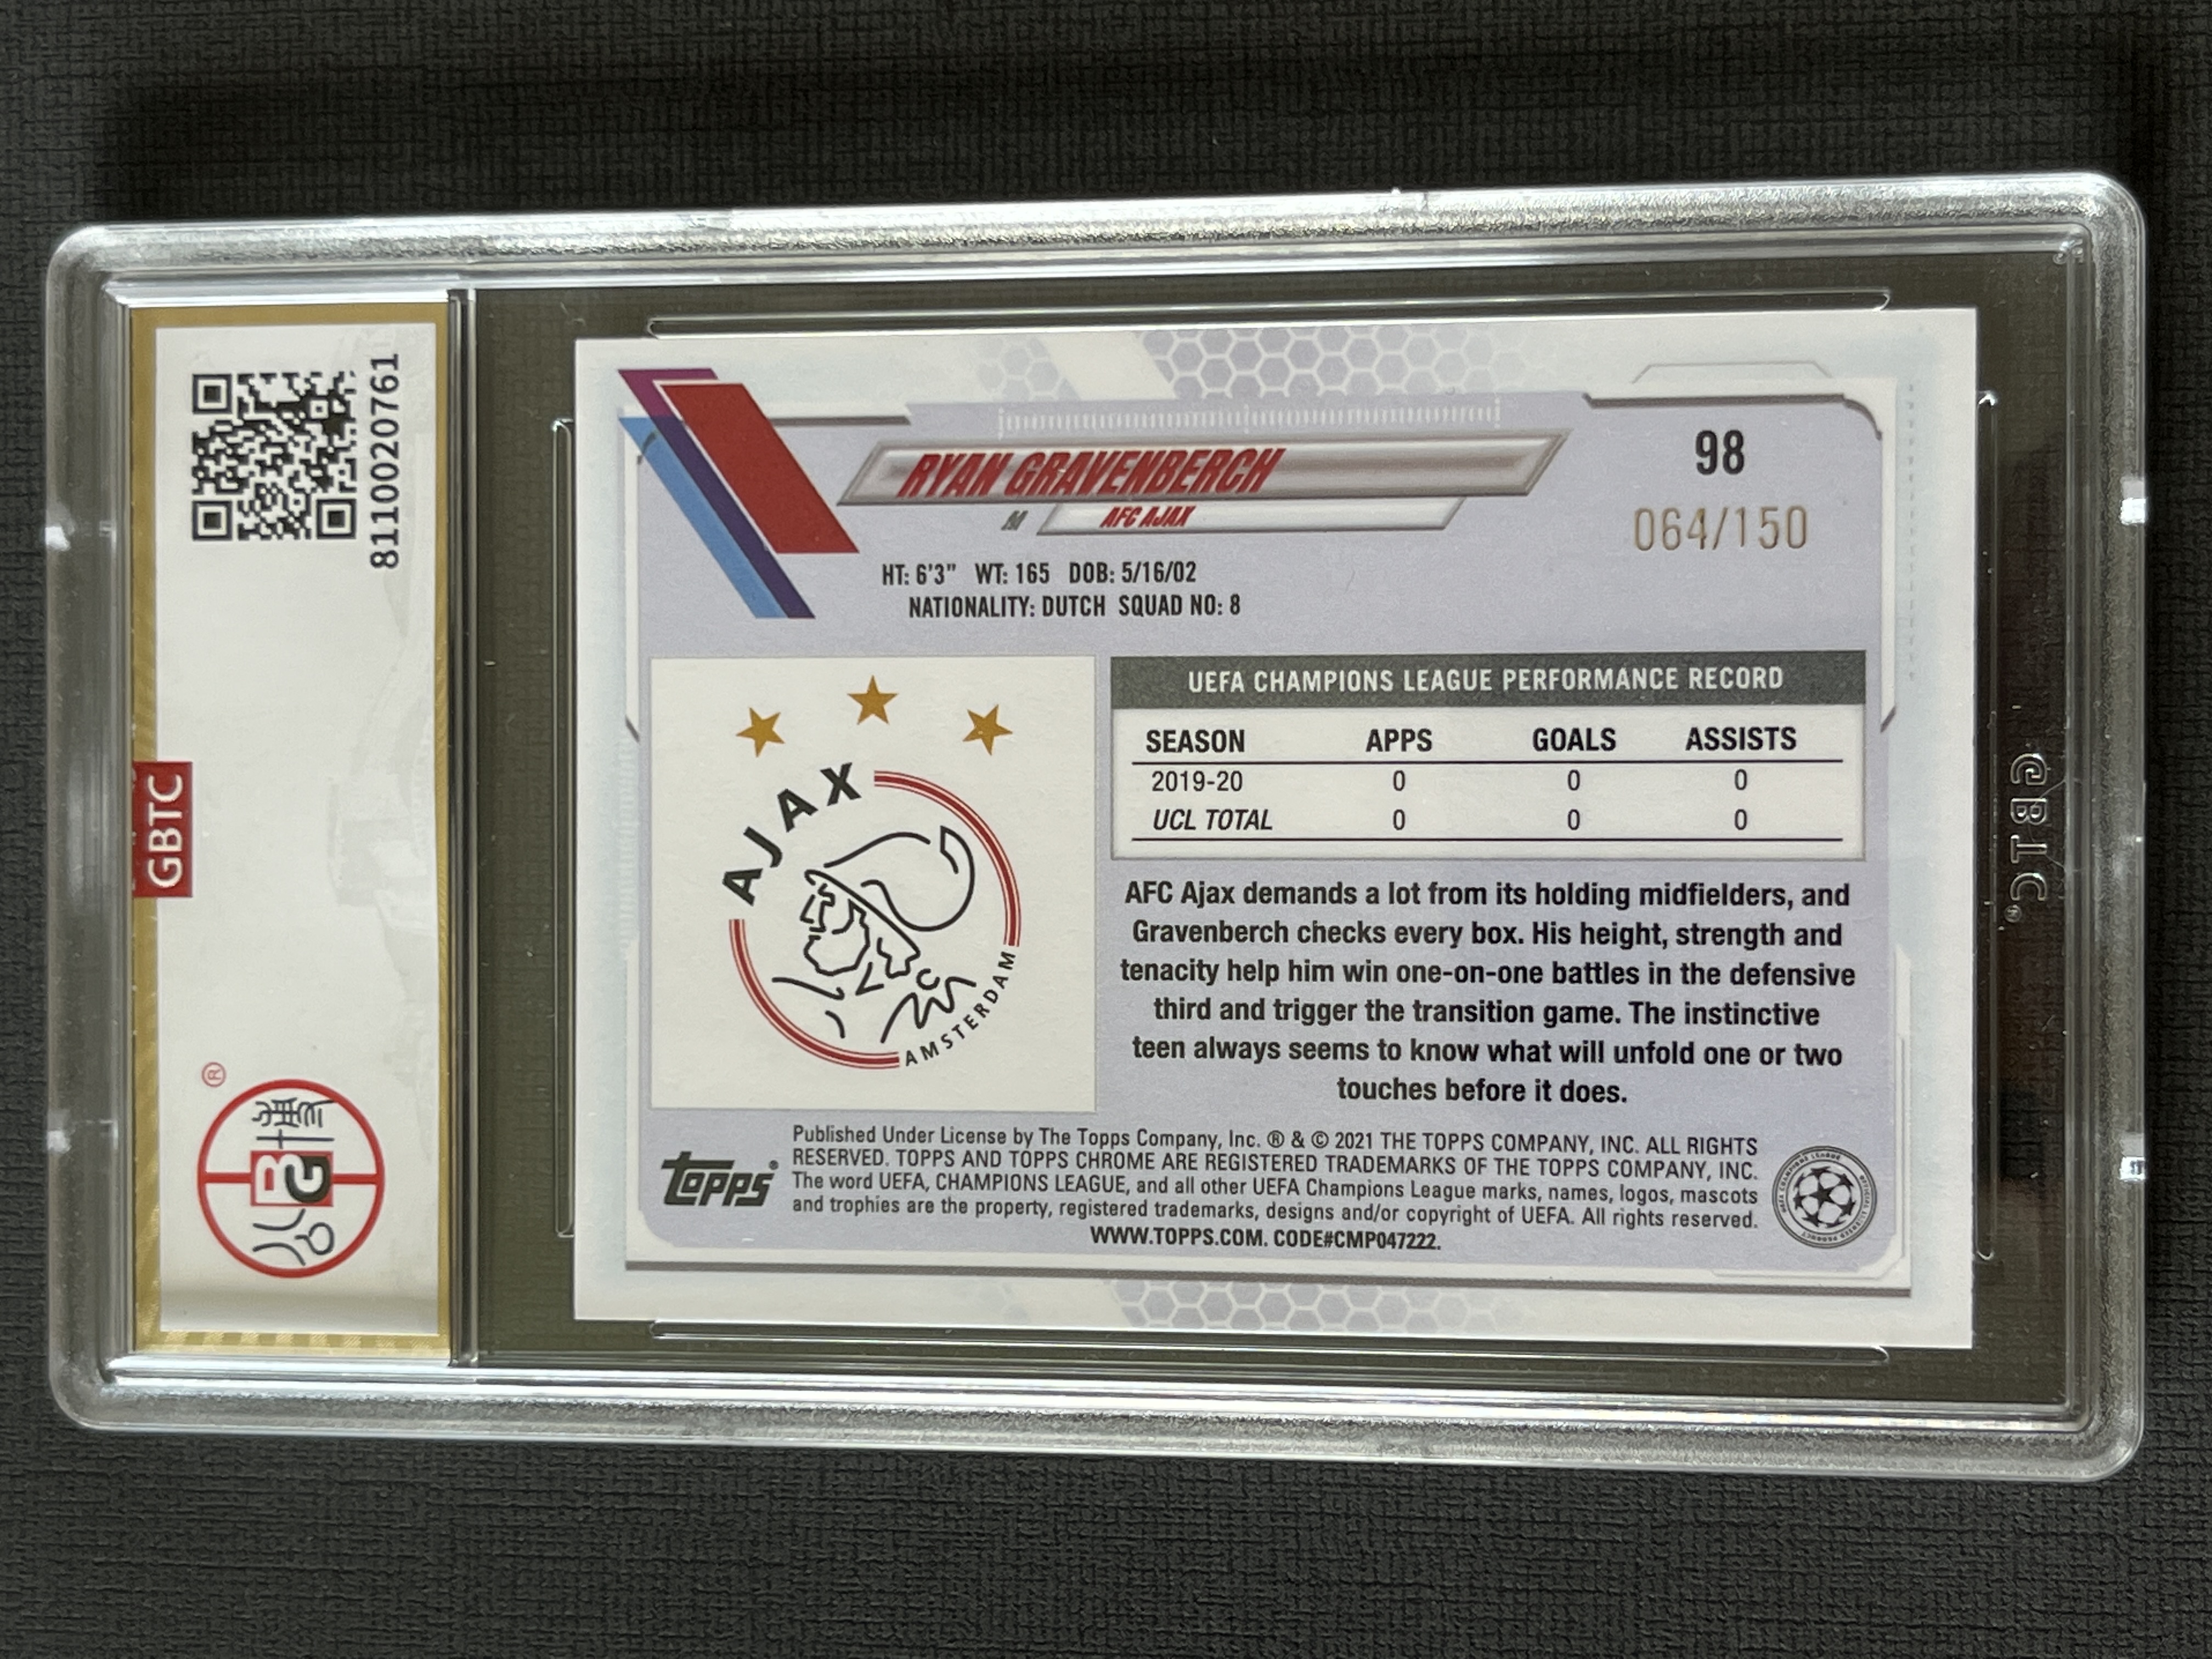 8110020761
GBTC
®
GB
RYAN GRAVENBERCH
M
AFC AJAX
98
064/150
HT: 6'3" WT: 165 DOB: 5/16/02
NATIONALITY: DUTCH SQUAD NO: 8
AJAX
AMSTERDAM
UEFA CHAMPIONS LEAGUE PERFORMANCE RECORD
SEASON APPS GOALS ASSISTS
2019-20 0 0 0
UCL TOTAL 0 0 0
AFC Ajax demands a lot from its holding midfielders, and
Gravenberch checks every box. His height, strength and
tenacity help him win one-on-one battles in the defensive
third and trigger the transition game. The instinctive
teen always seems to know what will unfold one or two
touches before it does.
topps®
Published Under License by The Topps Company, Inc. ® & © 2021 THE TOPPS COMPANY, INC. ALL RIGHTS
RESERVED. TOPPS AND TOPPS CHROME ARE REGISTERED TRADEMARKS OF THE TOPPS COMPANY, INC.
The word UEFA, CHAMPIONS LEAGUE, and all other UEFA Champions League marks, names, logos, mascots
and trophies are the property, registered trademarks, designs and/or copyright of UEFA. All rights reserved.
WWW.TOPPS.COM. CODE#CMP047222.
GBTC®